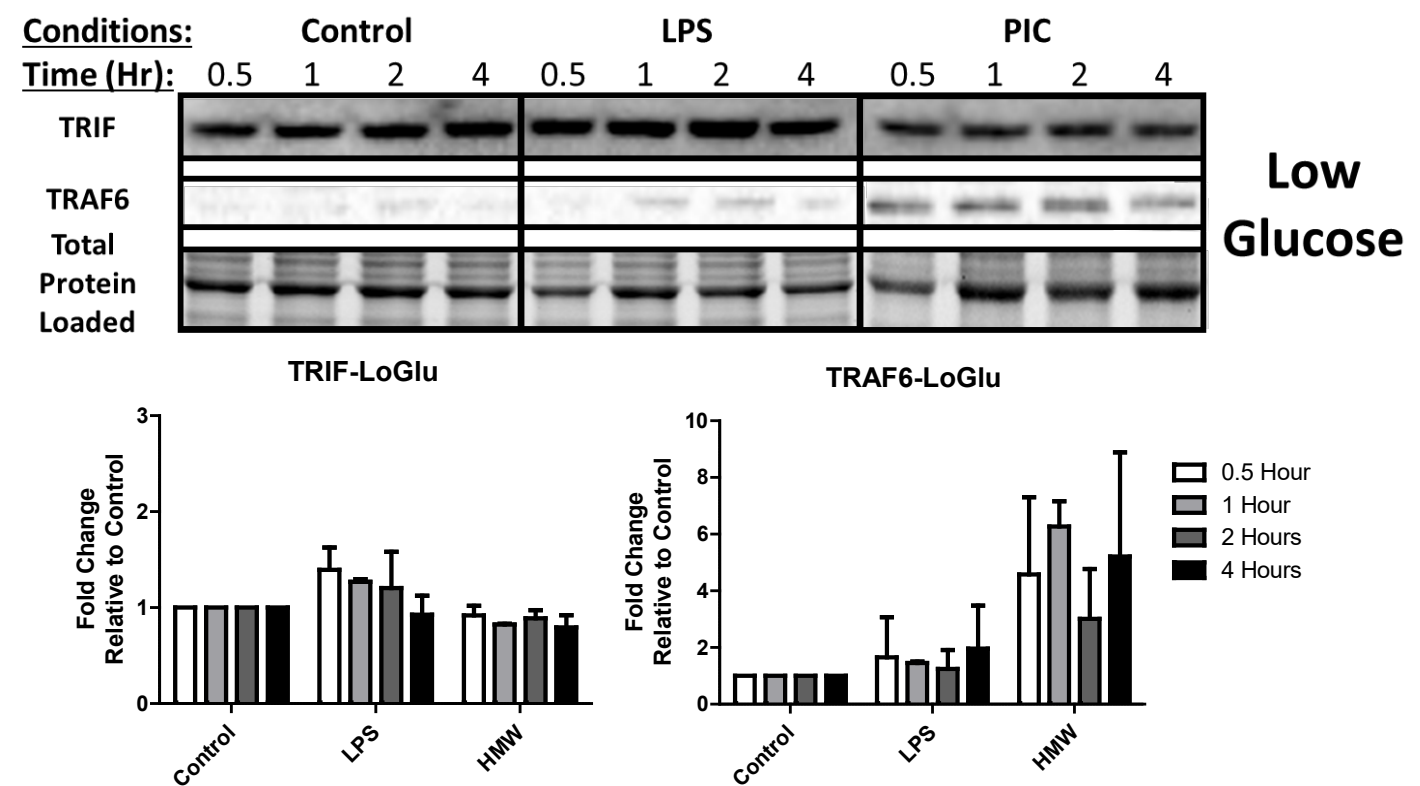 Conditions: Control LPS PIC
Time (Hr): 0.5 1 2 4 0.5 1 2 4 0.5 1 2 4
TRIF
TRAF6
Total
Protein
Loaded
Low
Glucose
TRIF-LoGlu
3
2
1
0
Fold Change
Relative to Control
Control
LPS
HMW
TRAF6-LoGlu
10
8
6
4
2
0
Fold Change
Relative to Control
Control
LPS
HMW
0.5 Hour
1 Hour
2 Hours
4 Hours